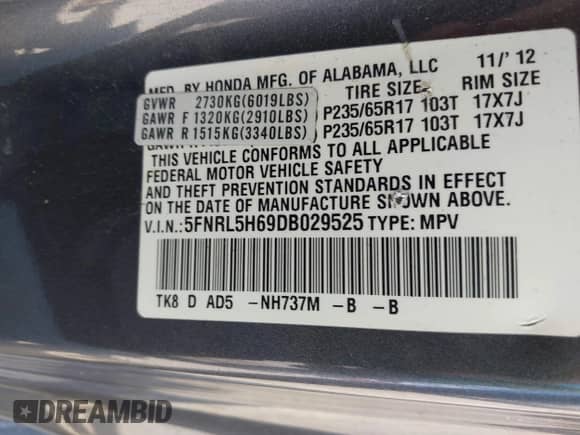 MFD. BY HONDA MFG. OF ALABAMA, LLC 11/'12
TIRE SIZE RIM SIZE
GVWR 2730KG(6019LBS)
GAWR F 1320KG(2910LBS) P235/65R17 103T 17X7J
GAWR R 1515KG(3340LBS) P235/65R17 103T 17X7J
THIS VEHICLE CONFORMS TO ALL APPLICABLE
FEDERAL MOTOR VEHICLE SAFETY
AND THEFT PREVENTION STANDARDS IN EFFECT
ON THE DATE OF MANUFACTURE SHOWN ABOVE.
V.I.N.:5FNRL5H69DB029525 TYPE: MPV
TK8 D AD5 -NH737M -B -B
DREAMBID